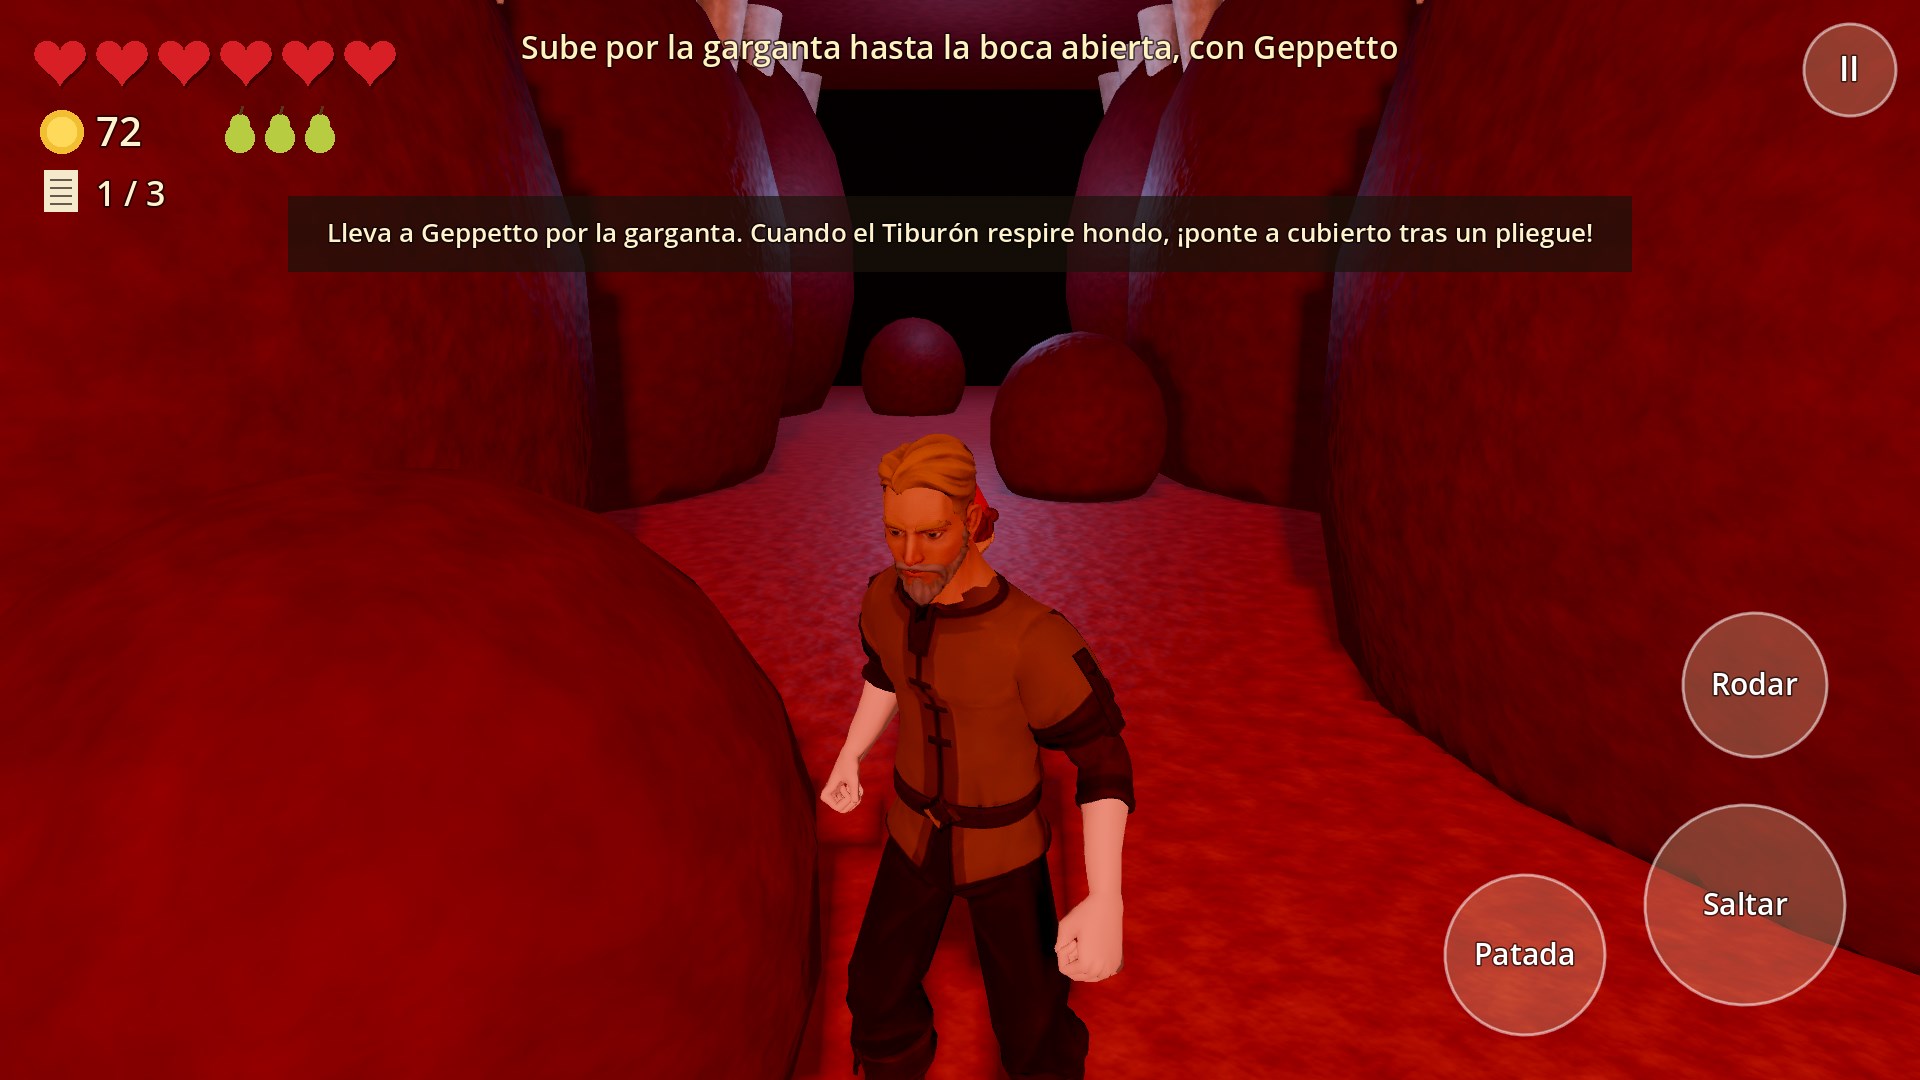 Sube por la garganta hasta la boca abierta, con Geppetto
72
1 / 3
Lleva a Geppetto por la garganta. Cuando el Tiburón respire hondo, ¡ponte a cubierto tras un pliegue!
Rodar
Saltar
Patada